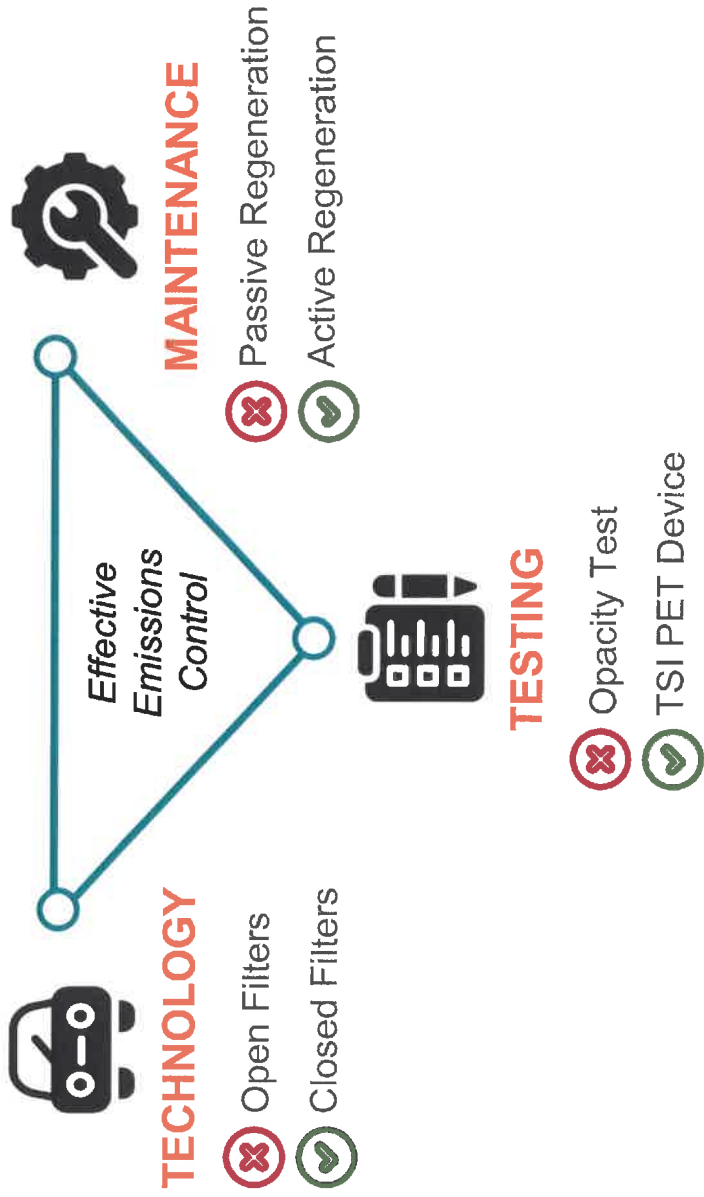 Effective
Emissions
Control
TECHNOLOGY
Open Filters
Closed Filters
TESTING
Opacity Test
TSI PET Device
MAINTENANCE
Passive Regeneration
Active Regeneration